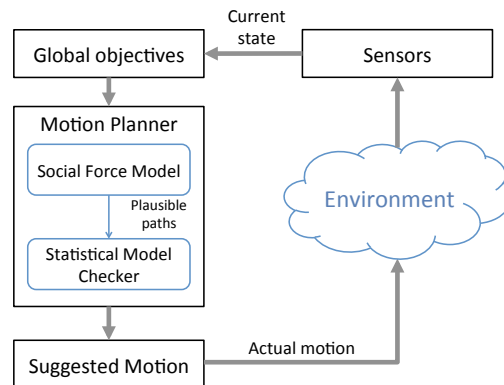 Current
state
Global objectives
Sensors
Motion Planner
Social Force Model
Plausible
paths
Statistical Model
Checker
Environment
Suggested Motion
Actual motion